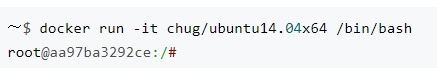 ~$ docker run -it chug/ubuntu14.04x64 /bin/bash
root@aa97ba3292ce:/#